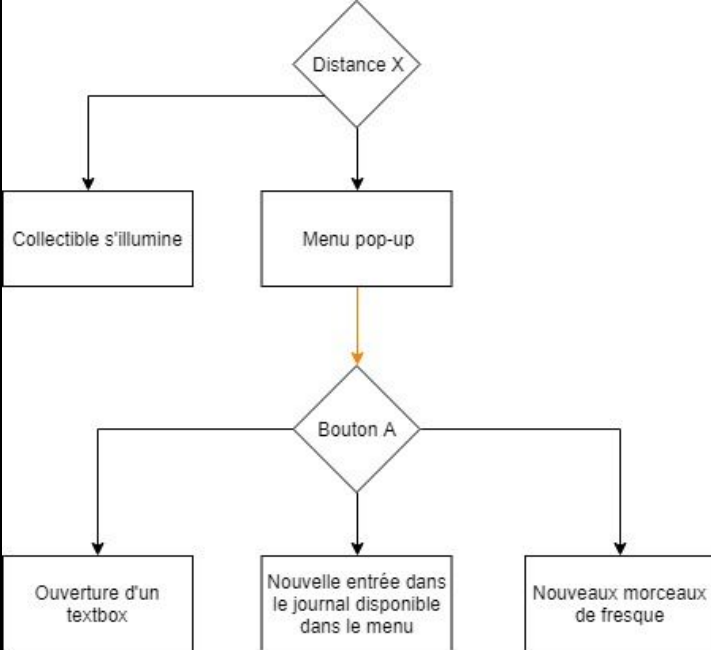 Distance X
Collectible s'illumine
Menu pop-up
Bouton A
Ouverture d'un
textbox
Nouvelle entrée dans
le journal disponible
dans le menu
Nouveaux morceaux
de fresque